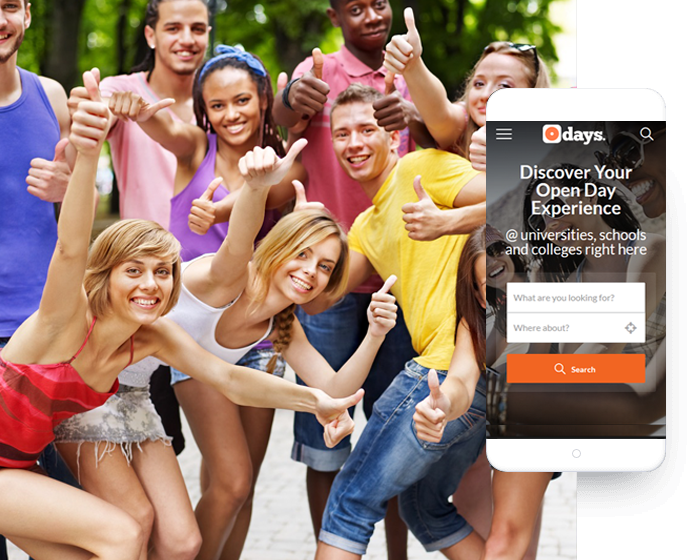 Odays.
Discover Your
Open Day
Experience
@ universities, schools
and colleges right here
What are you looking for?
Where about?
Search